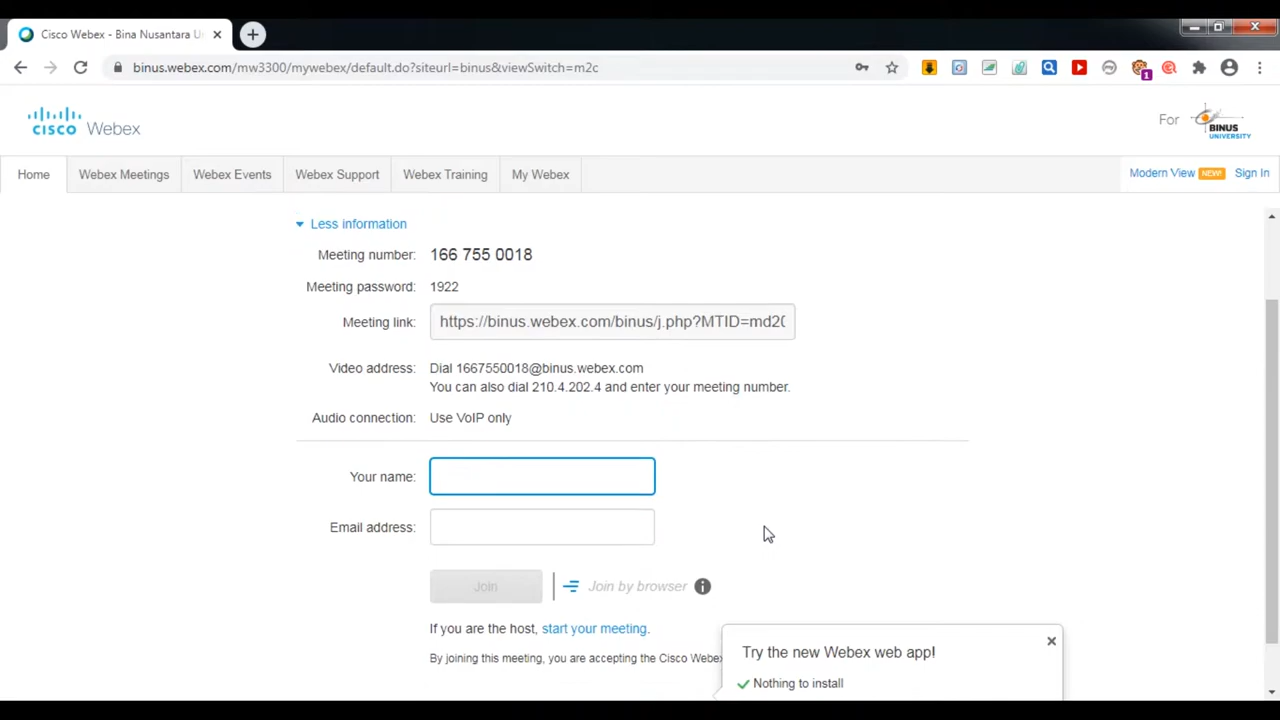 Cisco Webex - Bina Nusantara Un
binus.webex.com/mw3300/mywebex/default.do?siteurl=binus&viewSwitch=m2c
1
CISCO Webex
For
BINUS
UNIVERSITY
Home Webex Meetings Webex Events Webex Support Webex Training My Webex
Modern View NEW! Sign In
Less information
Meeting number: 166 755 0018
Meeting password: 1922
Meeting link: https://binus.webex.com/binus/j.php?MTID=md20
Video address: Dial 1667550018@binus.webex.com
You can also dial 210.4.202.4 and enter your meeting number.
Audio connection: Use VoIP only
Your name:
Email address:
Join Join by browser i
If you are the host, start your meeting.
By joining this meeting, you are accepting the Cisco Webex
Try the new Webex web app!
Nothing to install